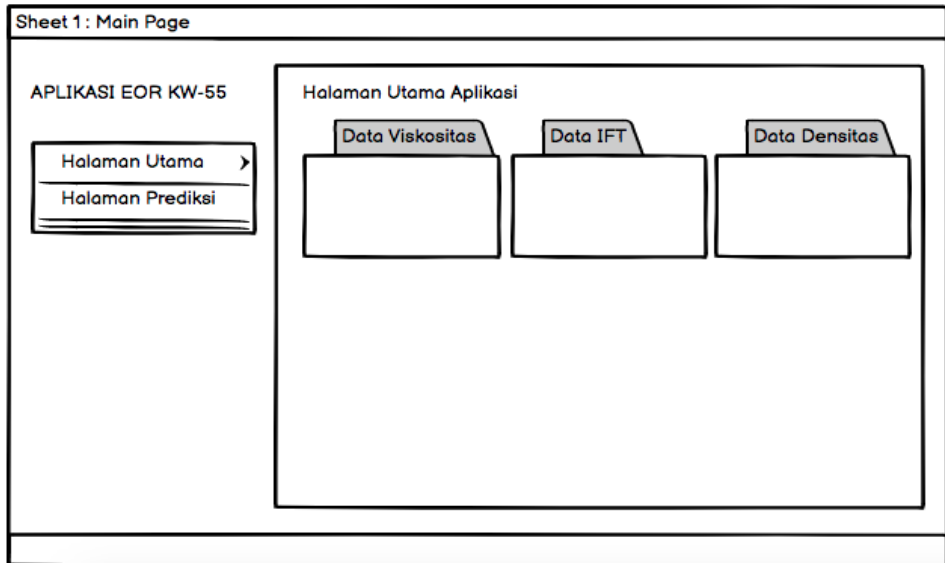 Sheet 1 : Main Page
APLIKASI EOR KW-55
Halaman Utama
Halaman Prediksi
Halaman Utama Aplikasi
Data Viskositas
Data IFT
Data Densitas